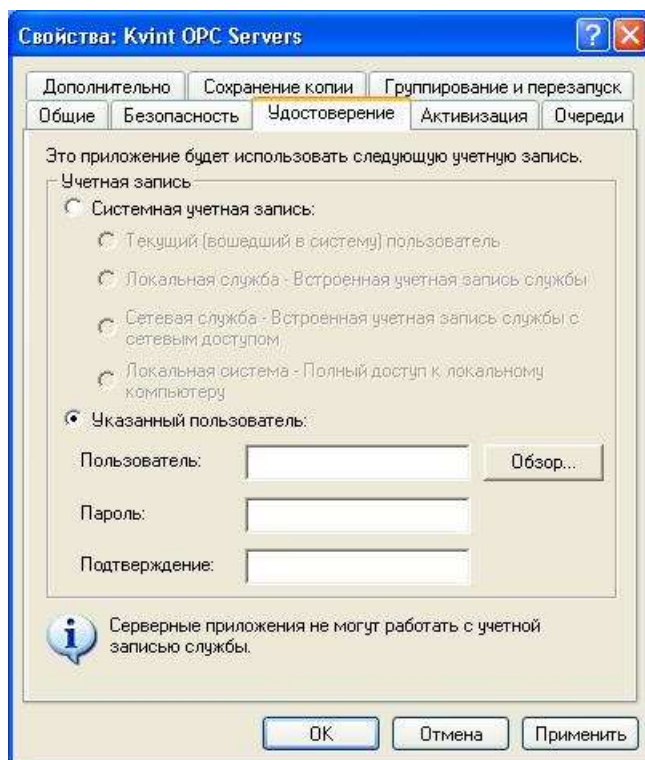 Свойства: Kvint OPC Servers
Дополнительно Сохранение копии Группирование и перезапуск
Общие Безопасность Удостоверение Активизация Очереди
Это приложение будет использовать следующую учетную запись.
Учетная запись
Системная учетная запись:
Текущий (вошедший в систему) пользователь
Локальная служба - Встроенная учетная запись службы
Сетевая служба - Встроенная учетная запись службы с
сетевым доступом
Локальная система - Полный доступ к локальному
компьютеру
Указанный пользователь:
Пользователь: Обзор...
Пароль:
Подтверждение:
Серверные приложения не могут работать с учетной
записью службы.
OK Отмена Применить